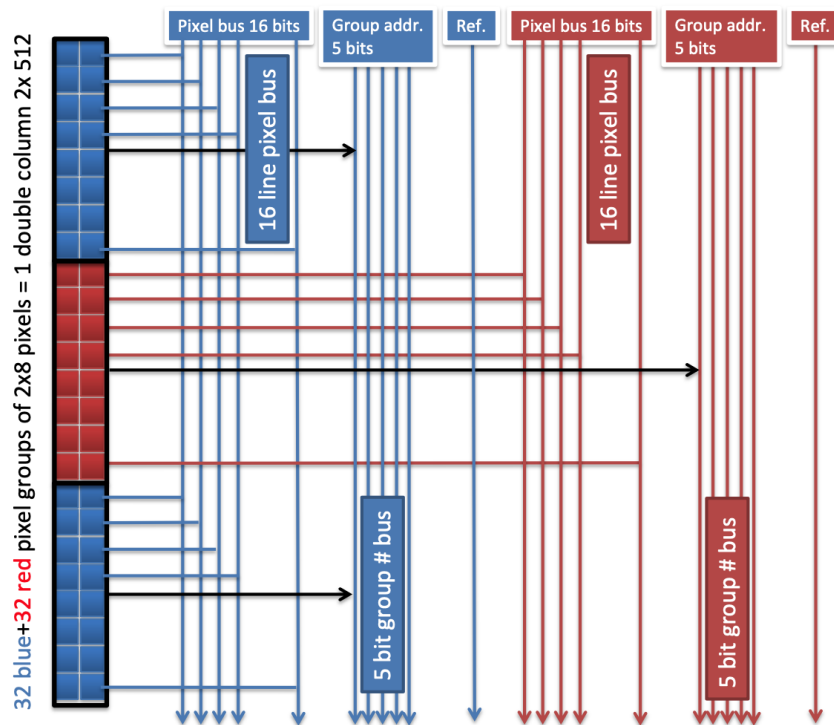 Pixel bus 16 bits
Group addr.
5 bits
Ref.
Pixel bus 16 bits
Group addr.
5 bits
Ref.
32 blue+32 red pixel groups of 2x8 pixels = 1 double column 2x 512
16 line pixel bus
16 line pixel bus
5 bit group # bus
5 bit group # bus